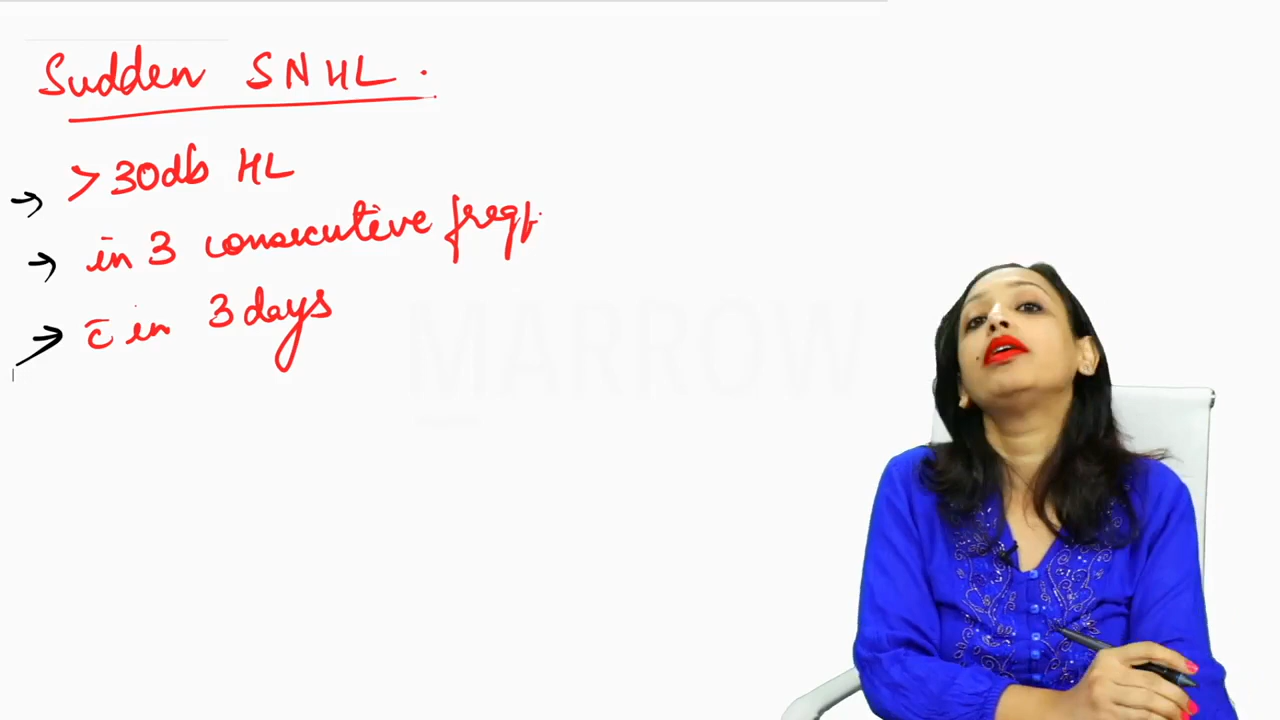 Sudden SNHL.
→ >30db HL
→ in 3 consecutive freq.
→ c̄ in 3 days
MARROW